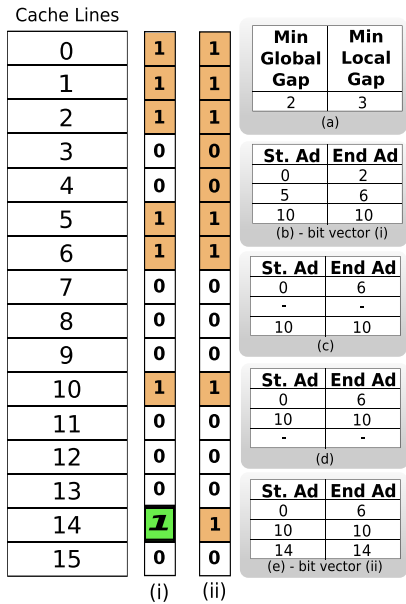 Cache Lines
0 1 1
1 1 1
2 1 1
3 0 0
4 0 0
5 1 1
6 1 1
7 0 0
8 0 0
9 0 0
10 1 1
11 0 0
12 0 0
13 0 0
14 1 1
15 0 0
(i) (ii)
Min Global Gap Min Local Gap
2 3
(a)
St. Ad End Ad
0 2
5 6
10 10
(b) - bit vector (i)
St. Ad End Ad
0 6
- -
10 10
(c)
St. Ad End Ad
0 6
10 10
- -
(d)
St. Ad End Ad
0 6
10 10
14 14
(e) - bit vector (ii)